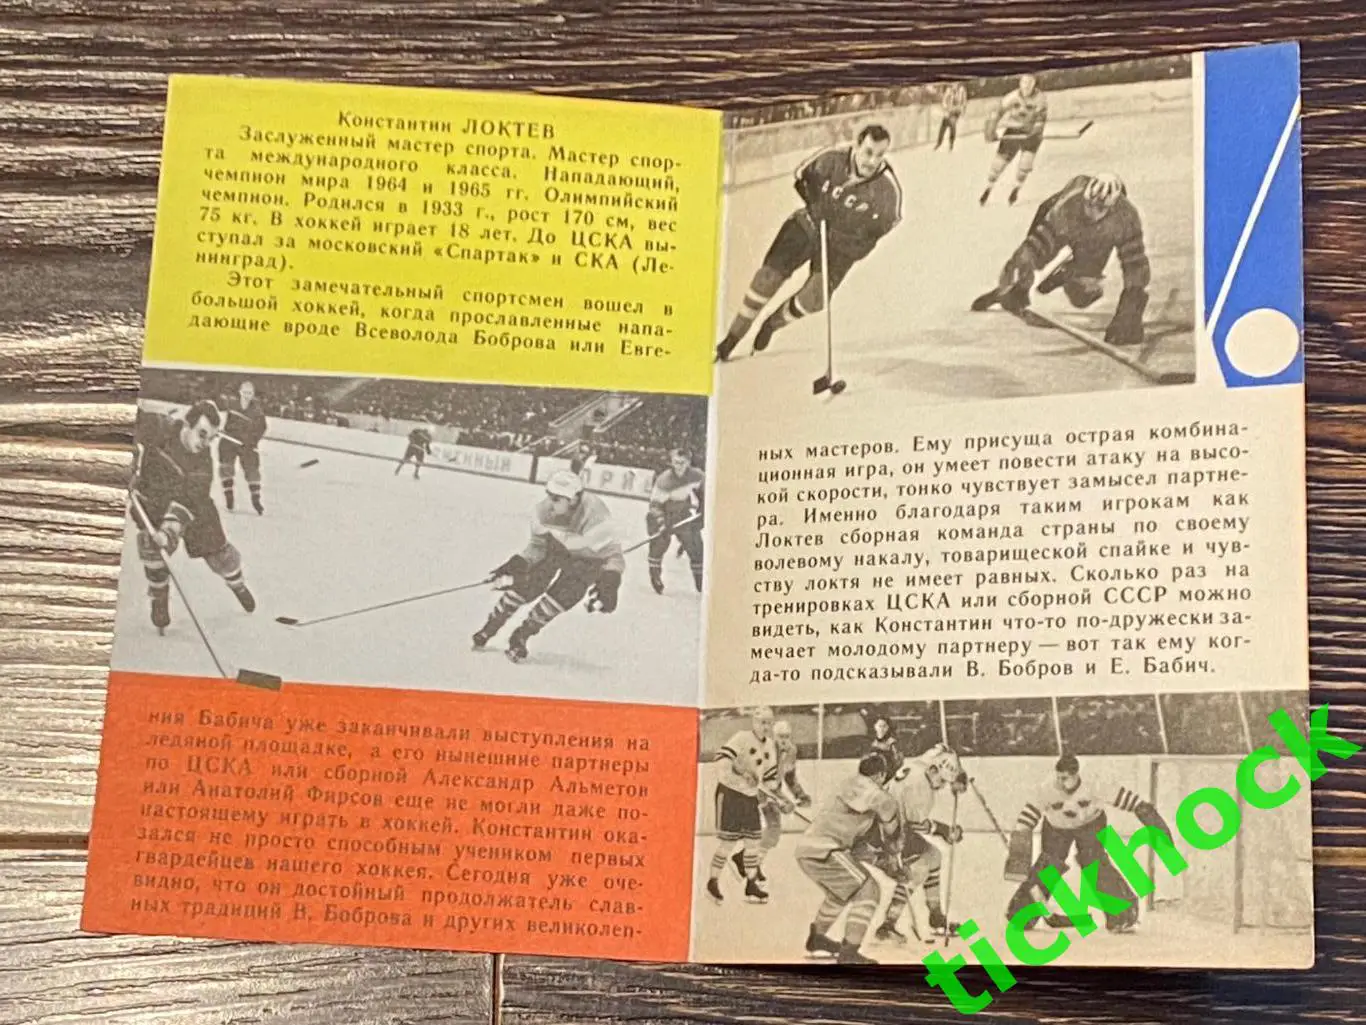 Константин ЛОКТЕВ
Заслуженный мастер спорта. Мастер спор-
та международного класса. Нападающий,
чемпион мира 1964 и 1965 гг. Олимпийский
чемпион. Родился в 1933 г., рост 170 см, вес
75 кг. В хоккей играет 18 лет. До ЦСКА вы-
ступал за московский «Спартак» и СКА (Ле-
нинград).
Этот замечательный спортсмен вошел в
большой хоккей, когда прославленные напа-
дающие вроде Всеволода Боброва или Евге-
ния Бабича уже заканчивали выступления на
ледяной площадке, а его нынешние партнеры
по ЦСКА или сборной Александр Альметов
или Анатолий Фирсов еще не могли даже по-
настоящему играть в хоккей. Константин ока-
зался не просто способным учеником первых
гвардейцев нашего хоккея. Сегодня уже оче-
видно, что он достойный продолжатель слав-
ных традиций В. Боброва и других великолеп-
СССР
ных мастеров. Ему присуща острая комбина-
ционная игра, он умеет повести атаку на высо-
кой скорости, тонко чувствует замысел партне-
ра. Именно благодаря таким игрокам как
Локтев сборная команда страны по своему
волевому накалу, товарищеской спайке и чув-
ству локтя не имеет равных. Сколько раз на
тренировках ЦСКА или сборной СССР можно
видеть, как Константин что-то по-дружески за-
мечает молодому партнеру — вот так ему ког-
да-то подсказывали В. Бобров и Е. Бабич.
tickhock